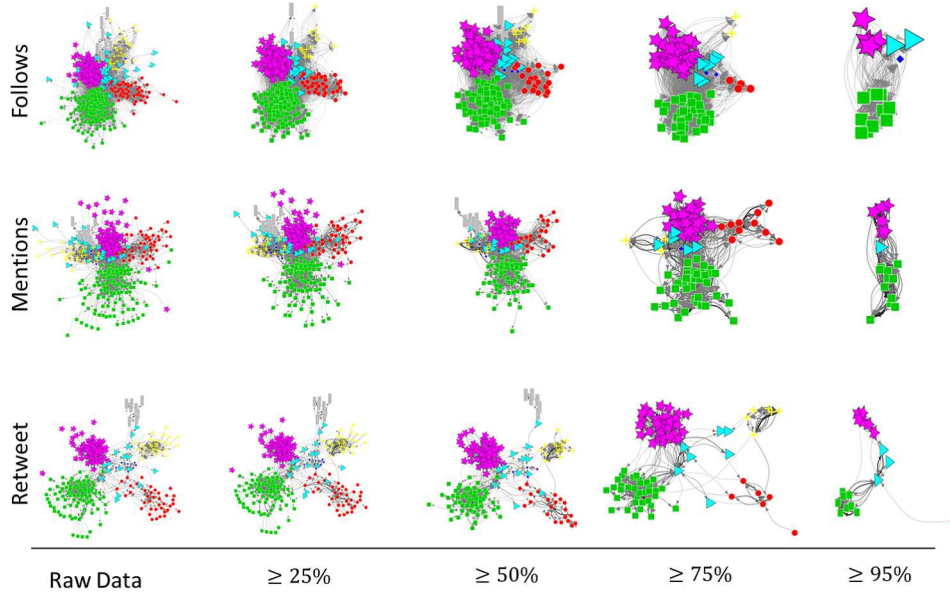 Follows
Mentions
Retweet
Raw Data
≥ 25%
≥ 50%
≥ 75%
≥ 95%